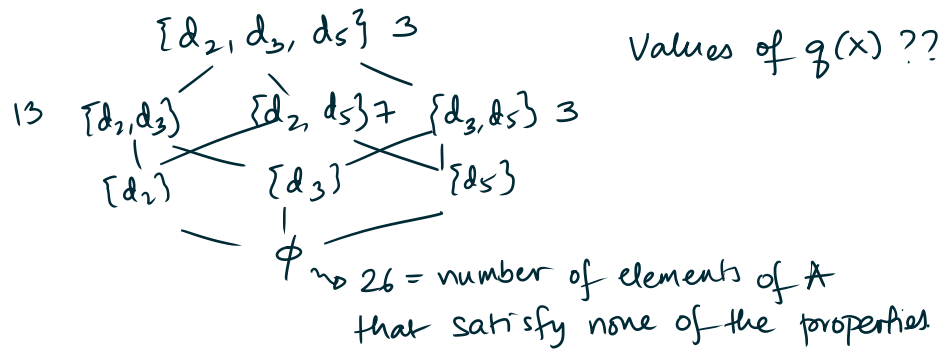 {d₂, d₃, d₅} 3
Values of q(x) ??
13 {d₂,d₃} {d₂, d₅} 7 {d₃,d₅} 3
{d₂} {d₃} {d₅}
ϕ
26 = number of elements of A
that satisfy none of the properties